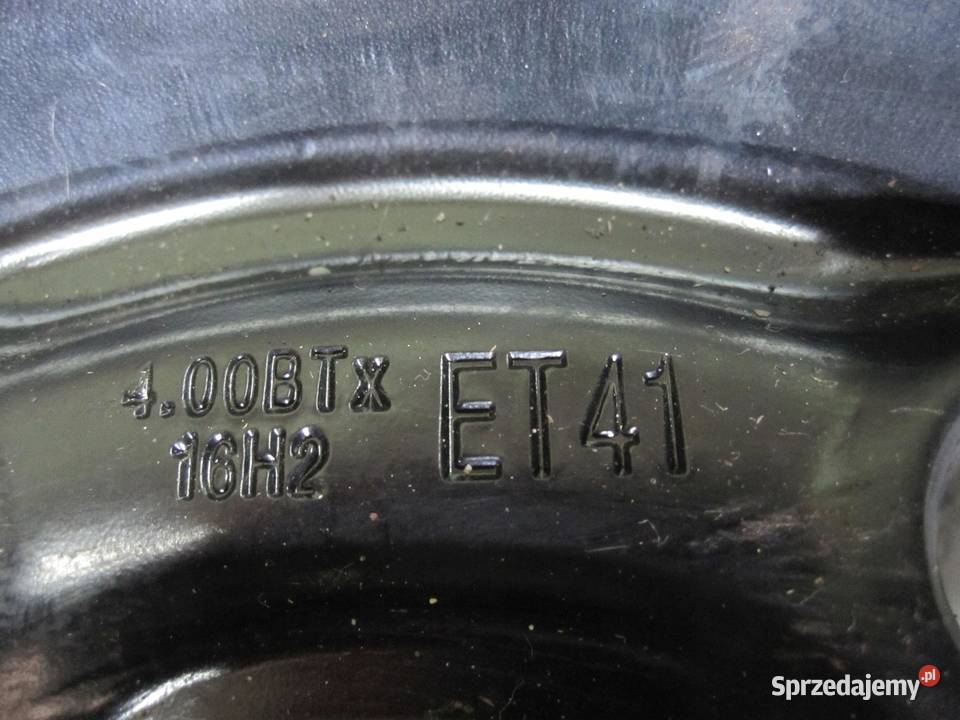 4.00BTx ET41
16H2
Sprzedajemy.pl